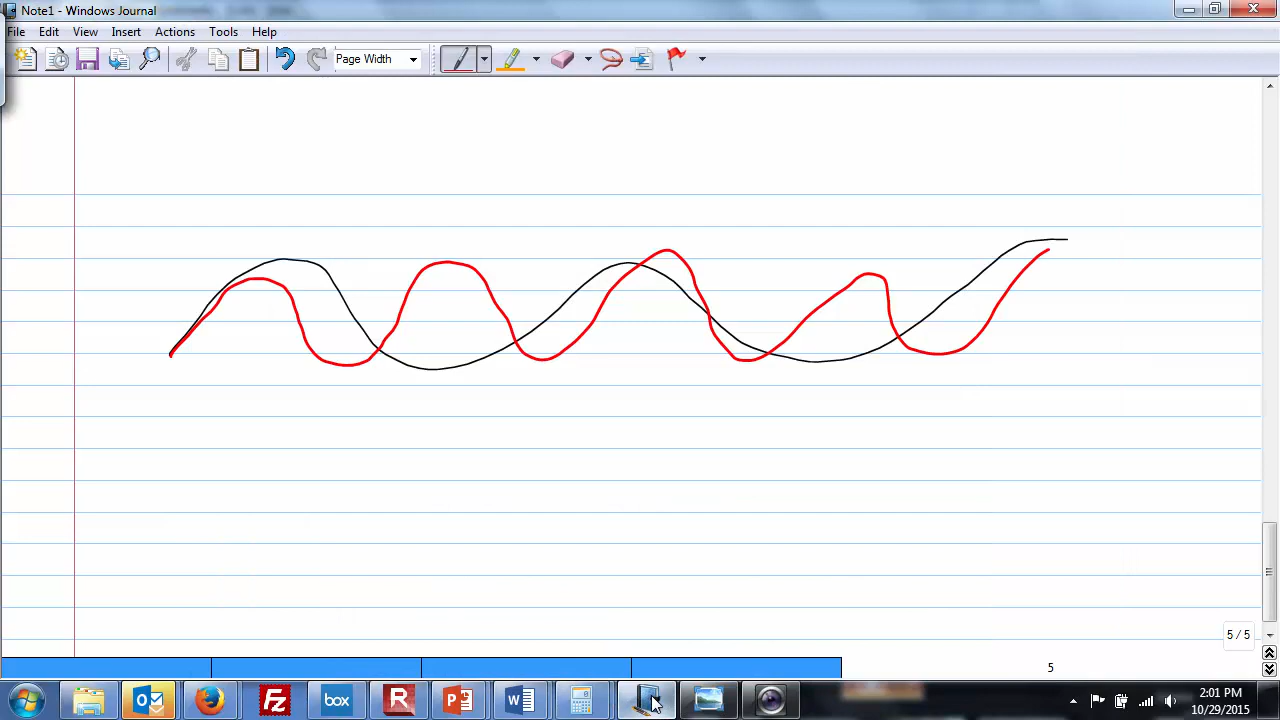 Note1 - Windows Journal
File Edit View Insert Actions Tools Help
Page Width
5 / 5
5
box
2:01 PM
10/29/2015